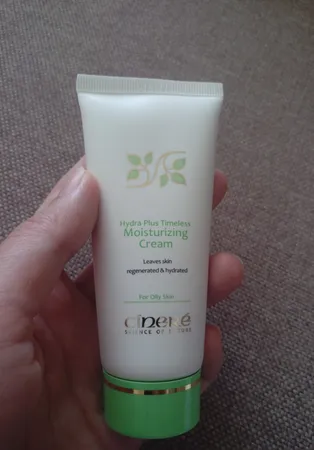 Hydra Plus Timeless
Moisturizing
Cream
Leaves skin
regenerated & hydrated
For Oily Skin
cinere
SCIENCE OF NATURE